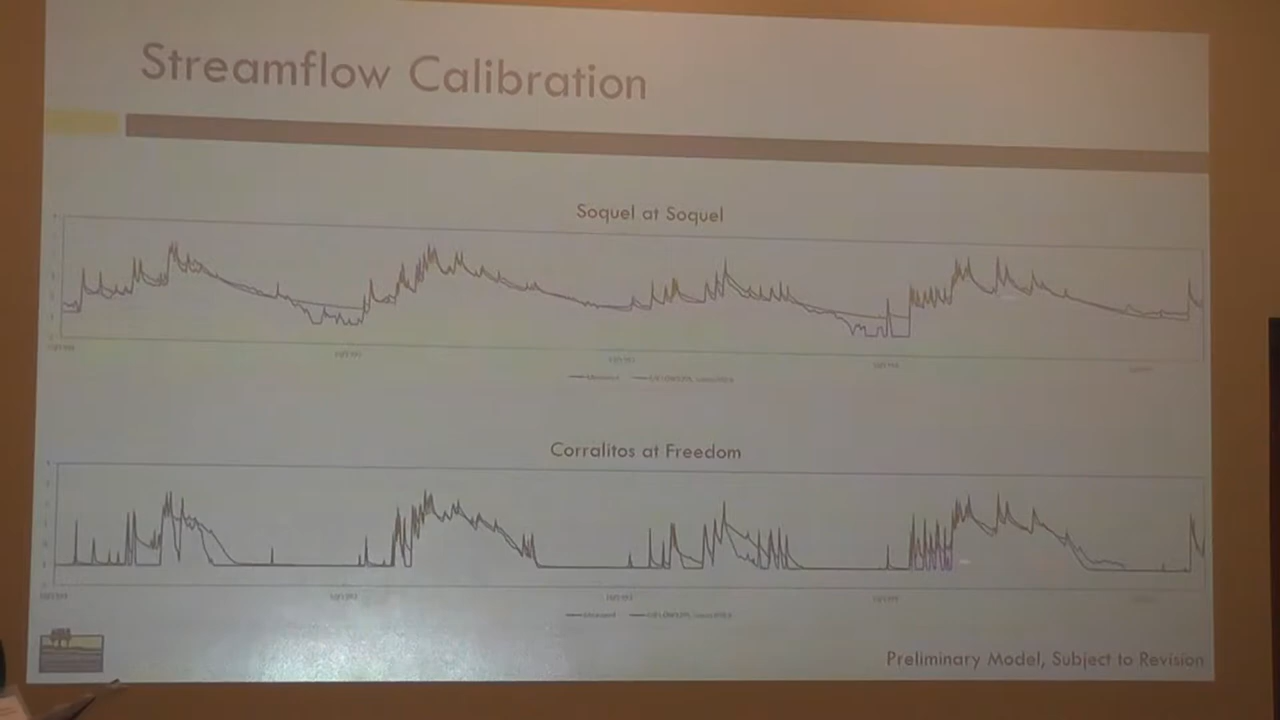 Streamflow Calibration
Soquel at Soquel
Corralitos at Freedom
Preliminary Model, Subject to Revision